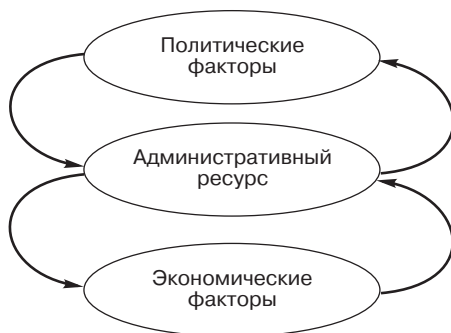 Политические
факторы
Административный
ресурс
Экономические
факторы